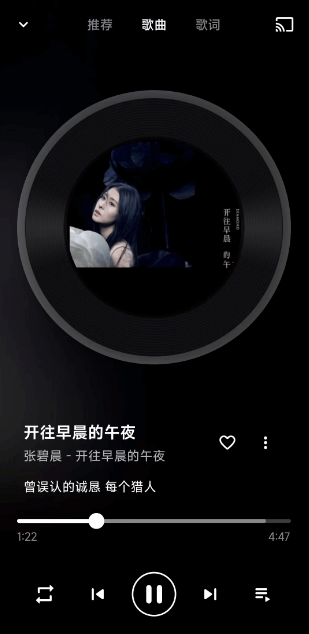 推荐 歌曲 歌词
开往早晨
的午
开往早晨的午夜
张碧晨 - 开往早晨的午夜
曾误认的诚恳 每个猎人
1:22 4:47